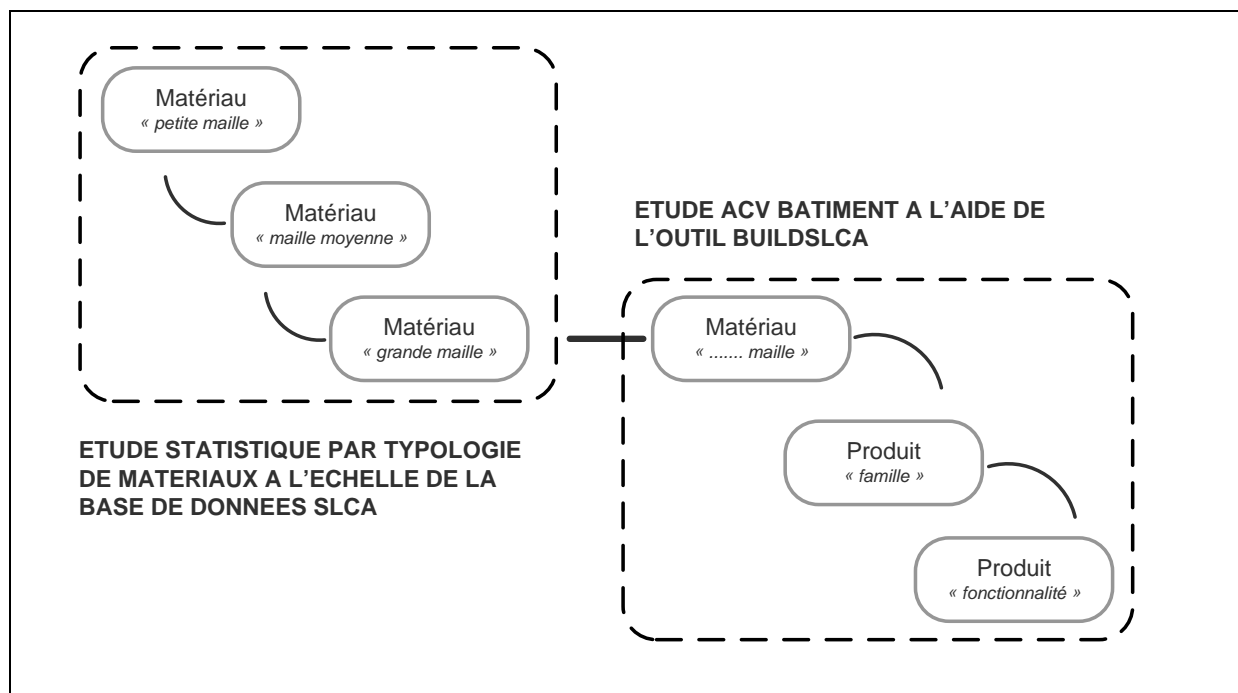 Matériau
« petite maille »
Matériau
« maille moyenne »
Matériau
« grande maille »
ETUDE STATISTIQUE PAR TYPOLOGIE
DE MATERIAUX A L’ECHELLE DE LA
BASE DE DONNEES SLCA
ETUDE ACV BATIMENT A L’AIDE DE
L’OUTIL BUILDSLCA
Matériau
« ....... maille »
Produit
« famille »
Produit
« fonctionnalité »